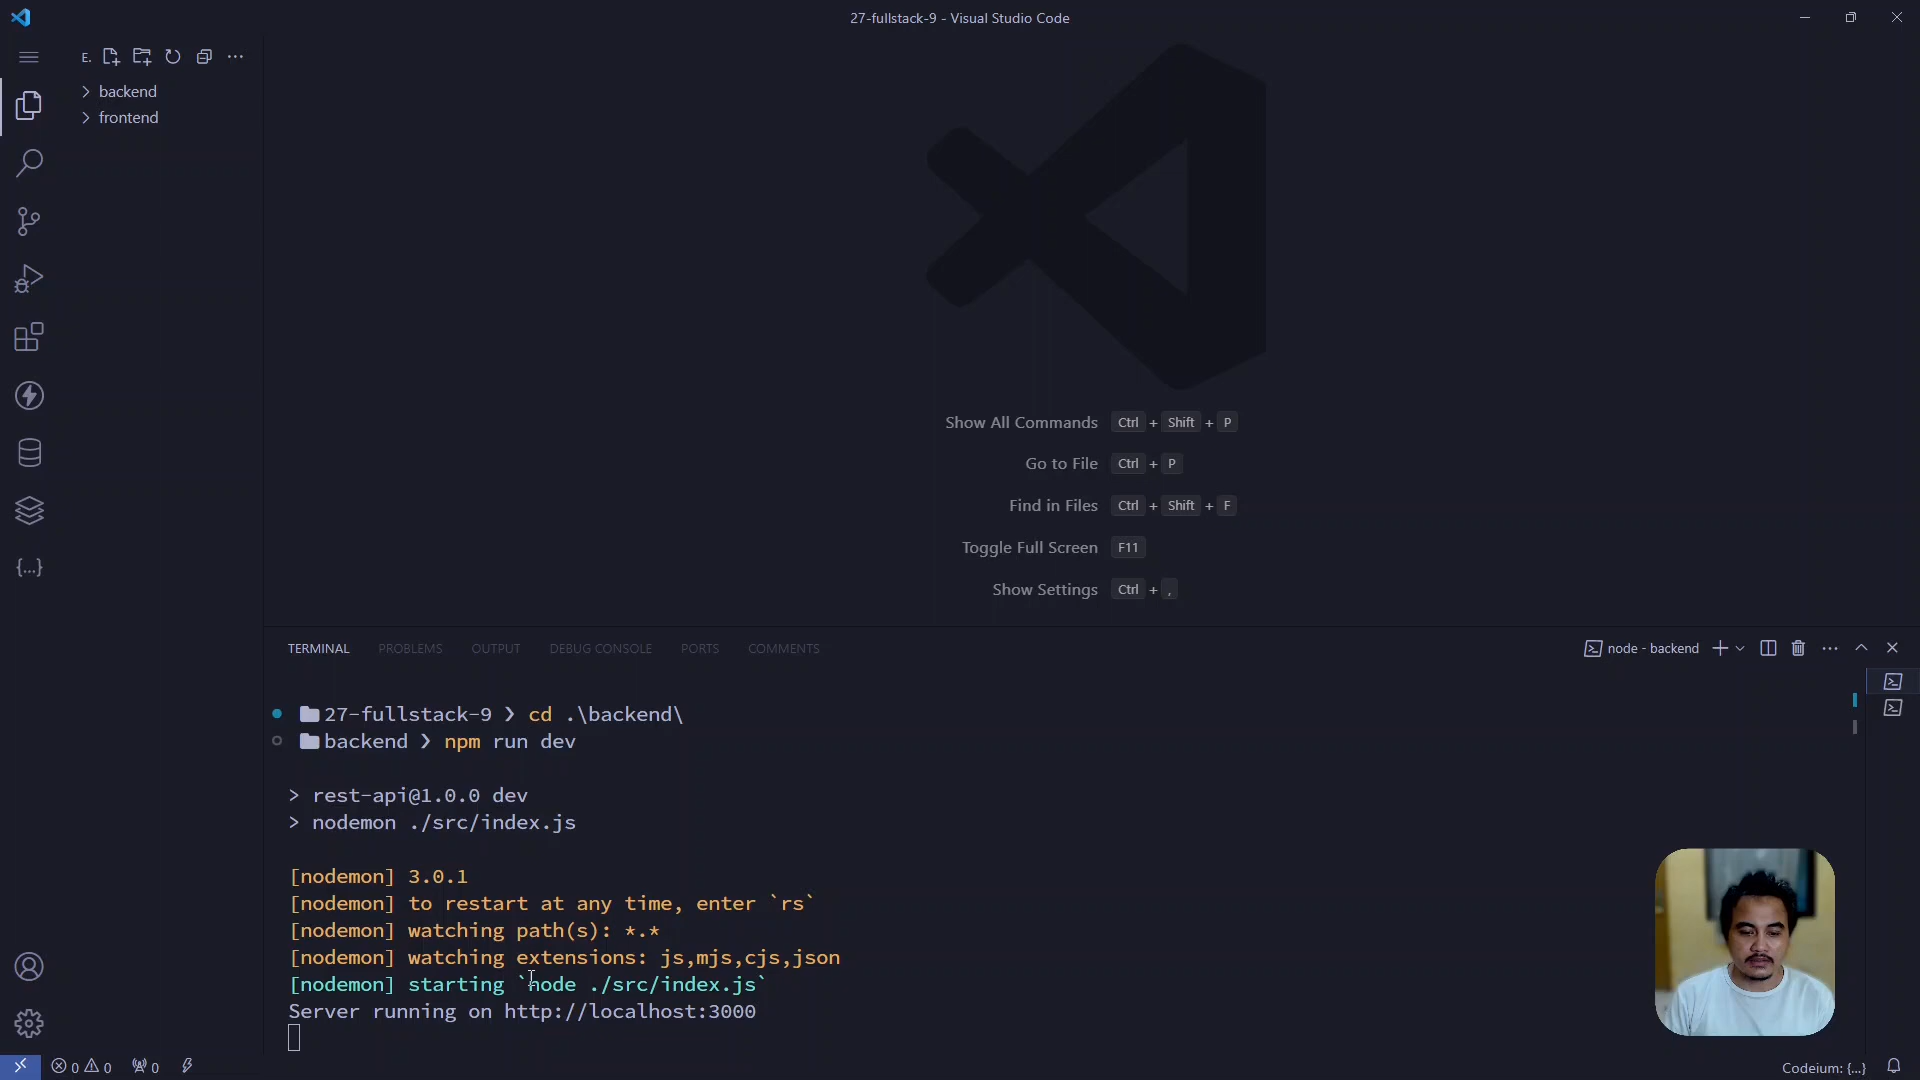 27-fullstack-9 - Visual Studio Code
E.
backend
frontend
Show All Commands Ctrl + Shift + P
Go to File Ctrl + P
Find in Files Ctrl + Shift + F
Toggle Full Screen F11
Show Settings Ctrl + ,
TERMINAL PROBLEMS OUTPUT DEBUG CONSOLE PORTS COMMENTS
node - backend
27-fullstack-9 ❯ cd .\backend\
backend ❯ npm run dev
> rest-api@1.0.0 dev
> nodemon ./src/index.js
[nodemon] 3.0.1
[nodemon] to restart at any time, enter `rs`
[nodemon] watching path(s): *.*
[nodemon] watching extensions: js,mjs,cjs,json
[nodemon] starting `node ./src/index.js`
Server running on http://localhost:3000
0 0 0
Codeium: {...}